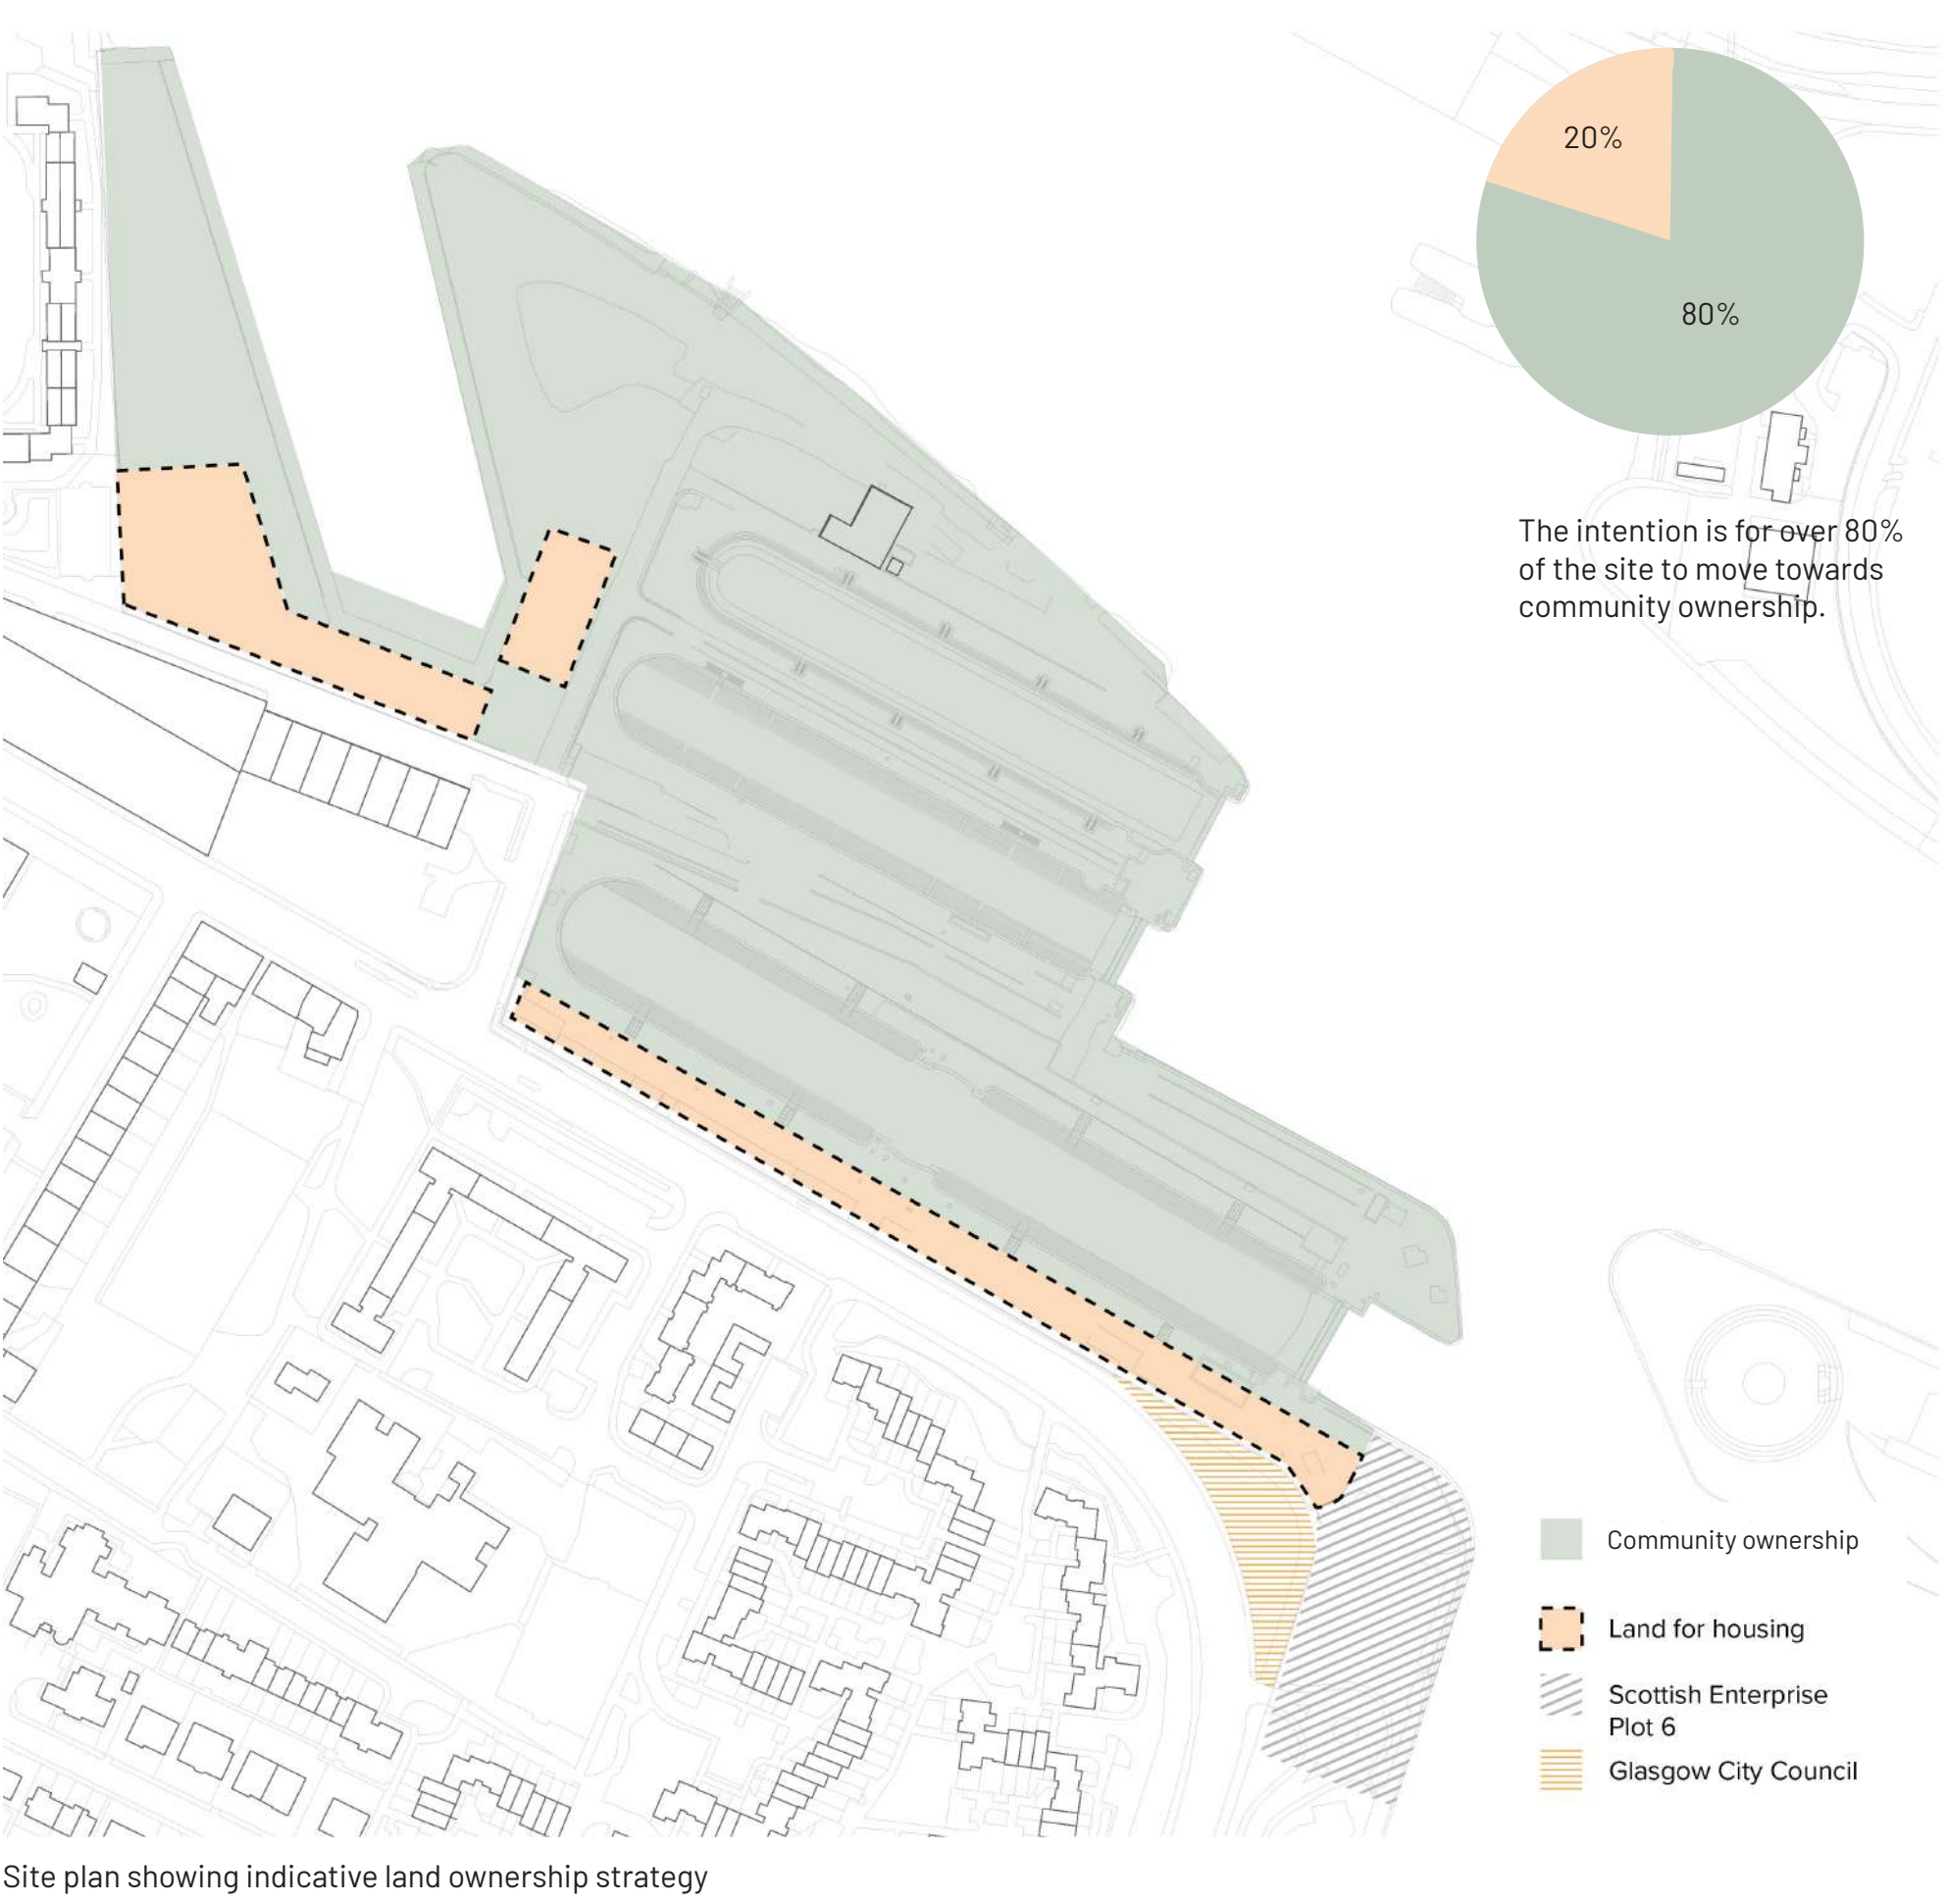 20%
80%
The intention is for over 80%
of the site to move towards
community ownership.
Community ownership
Land for housing
Scottish Enterprise
Plot 6
Glasgow City Council
Site plan showing indicative land ownership strategy